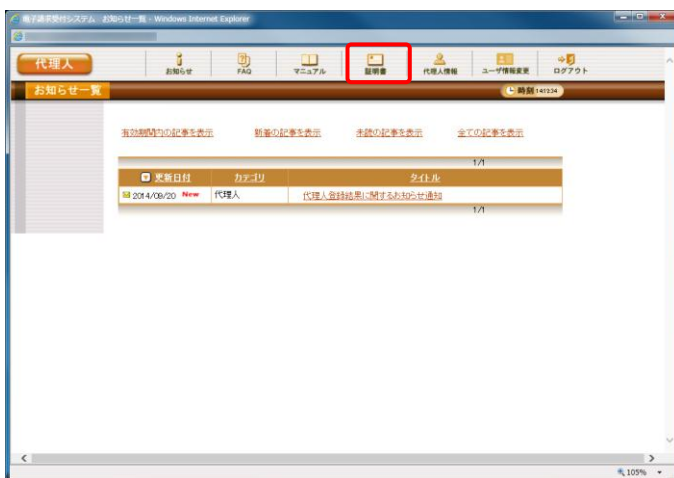 電子請求受付システム お知らせ一覧 - Windows Internet Explorer
代理人
お知らせ FAQ マニュアル 証明書 代理人情報 ユーザ情報変更 ログアウト
お知らせ一覧
時刻 14:12:34
有効期間内の記事を表示 新着の記事を表示 未読の記事を表示 全ての記事を表示
1/1
更新日付 カテゴリ タイトル
2014/09/20 New 代理人 代理人登録結果に関するお知らせ通知
1/1
105%